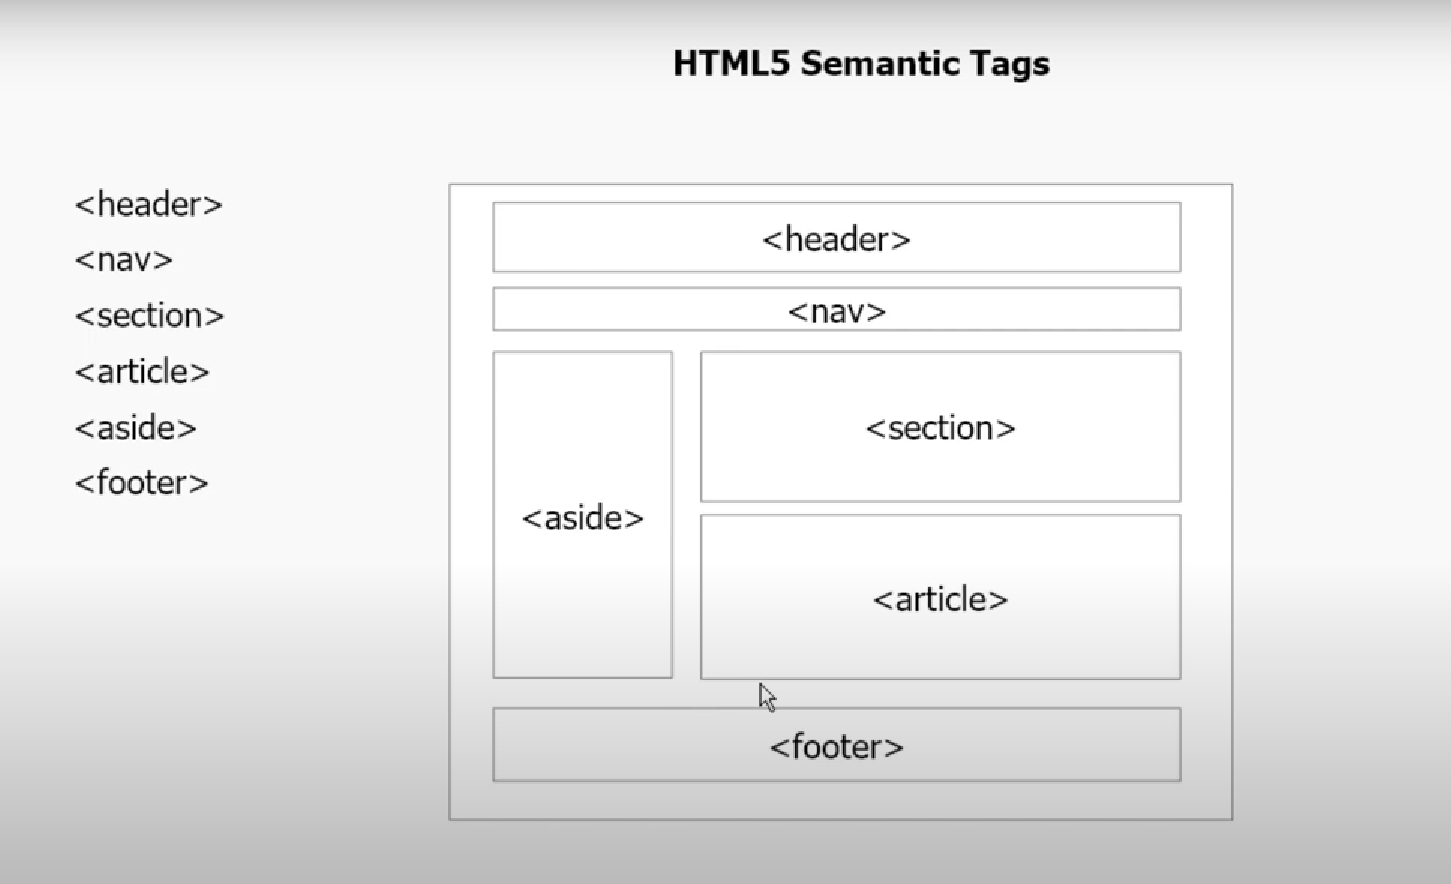 HTML5 Semantic Tags
<header>
<nav>
<section>
<article>
<aside>
<footer>
<header>
<nav>
<aside>
<section>
<article>
<footer>